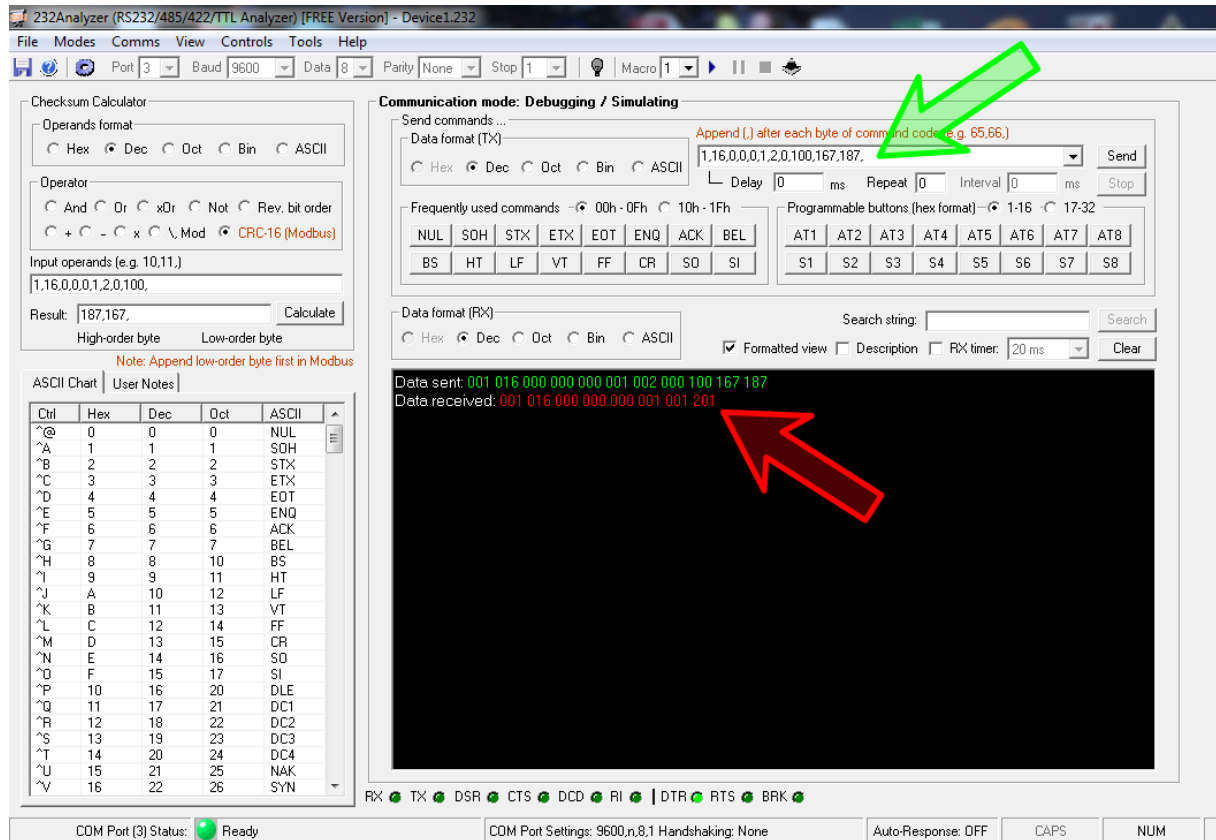 232Analyzer (RS232/485/422/TTL Analyzer) [FREE Version] - Device1.232
File Modes Comms View Controls Tools Help
Port 3 Baud 9600 Data 8 Parity None Stop 1 Macro 1
Checksum Calculator
Operands format
Hex Dec Oct Bin ASCII
Operator
And Or xOr Not Rev. bit order
+ - x \, Mod CRC-16 (Modbus)
Input operands (e.g. 10,11,)
1,16,0,0,0,1,2,0,100,
Result: 187,167, Calculate
High-order byte Low-order byte
Note: Append low-order byte first in Modbus
ASCII Chart User Notes
Ctrl Hex Dec Oct ASCII
^@ 0 0 0 NUL
^A 1 1 1 SOH
^B 2 2 2 STX
^C 3 3 3 ETX
^D 4 4 4 EOT
^E 5 5 5 ENQ
^F 6 6 6 ACK
^G 7 7 7 BEL
^H 8 8 10 BS
^I 9 9 11 HT
^J A 10 12 LF
^K B 11 13 VT
^L C 12 14 FF
^M D 13 15 CR
^N E 14 16 SO
^O F 15 17 SI
^P 10 16 20 DLE
^Q 11 17 21 DC1
^R 12 18 22 DC2
^S 13 19 23 DC3
^T 14 20 24 DC4
^U 15 21 25 NAK
^V 16 22 26 SYN
Communication mode: Debugging / Simulating
Send commands ...
Data format (TX)
Hex Dec Oct Bin ASCII
Append (,) after each byte of command code (e.g. 65,66,)
1,16,0,0,0,1,2,0,100,167,187, Send
Delay 0 ms Repeat 0 Interval 0 ms Stop
Frequently used commands 00h - 0Fh 10h - 1Fh
NUL SOH STX ETX EOT ENQ ACK BEL
BS HT LF VT FF CR SO SI
Programmable buttons (hex format) 1-16 17-32
AT1 AT2 AT3 AT4 AT5 AT6 AT7 AT8
S1 S2 S3 S4 S5 S6 S7 S8
Data format (RX)
Hex Dec Oct Bin ASCII
Search string: Search
Formatted view Description RX timer: 20 ms Clear
Data sent: 001 016 000 000 000 001 002 000 100 167 187
Data received: 001 016 000 000 000 001 001 201
RX TX DSR CTS DCD RI DTR RTS BRK
COM Port (3) Status: Ready COM Port Settings: 9600,n,8,1 Handshaking: None Auto-Response: OFF CAPS NUM